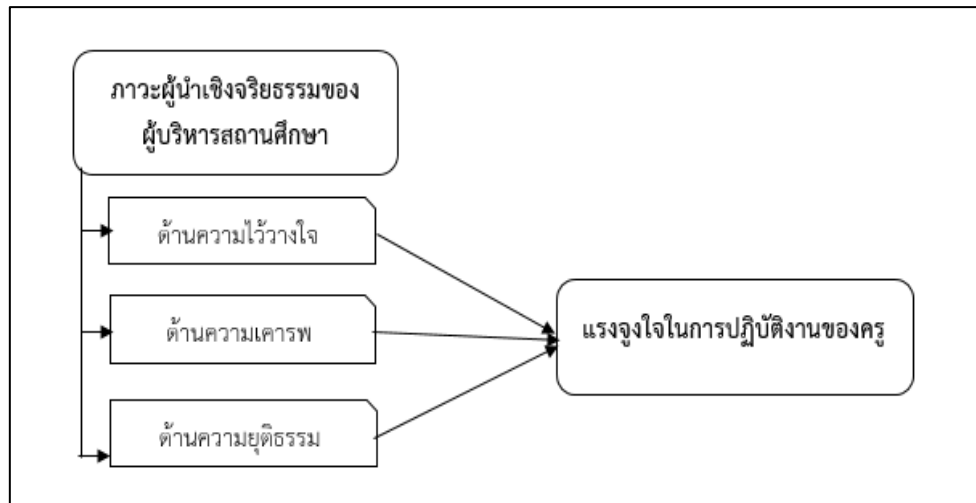 ภาวะผู้นำเชิงจริยธรรมของ
ผู้บริหารสถานศึกษา
ด้านความไว้วางใจ
ด้านความเคารพ
ด้านความยุติธรรม
แรงจูงใจในการปฏิบัติงานของครู